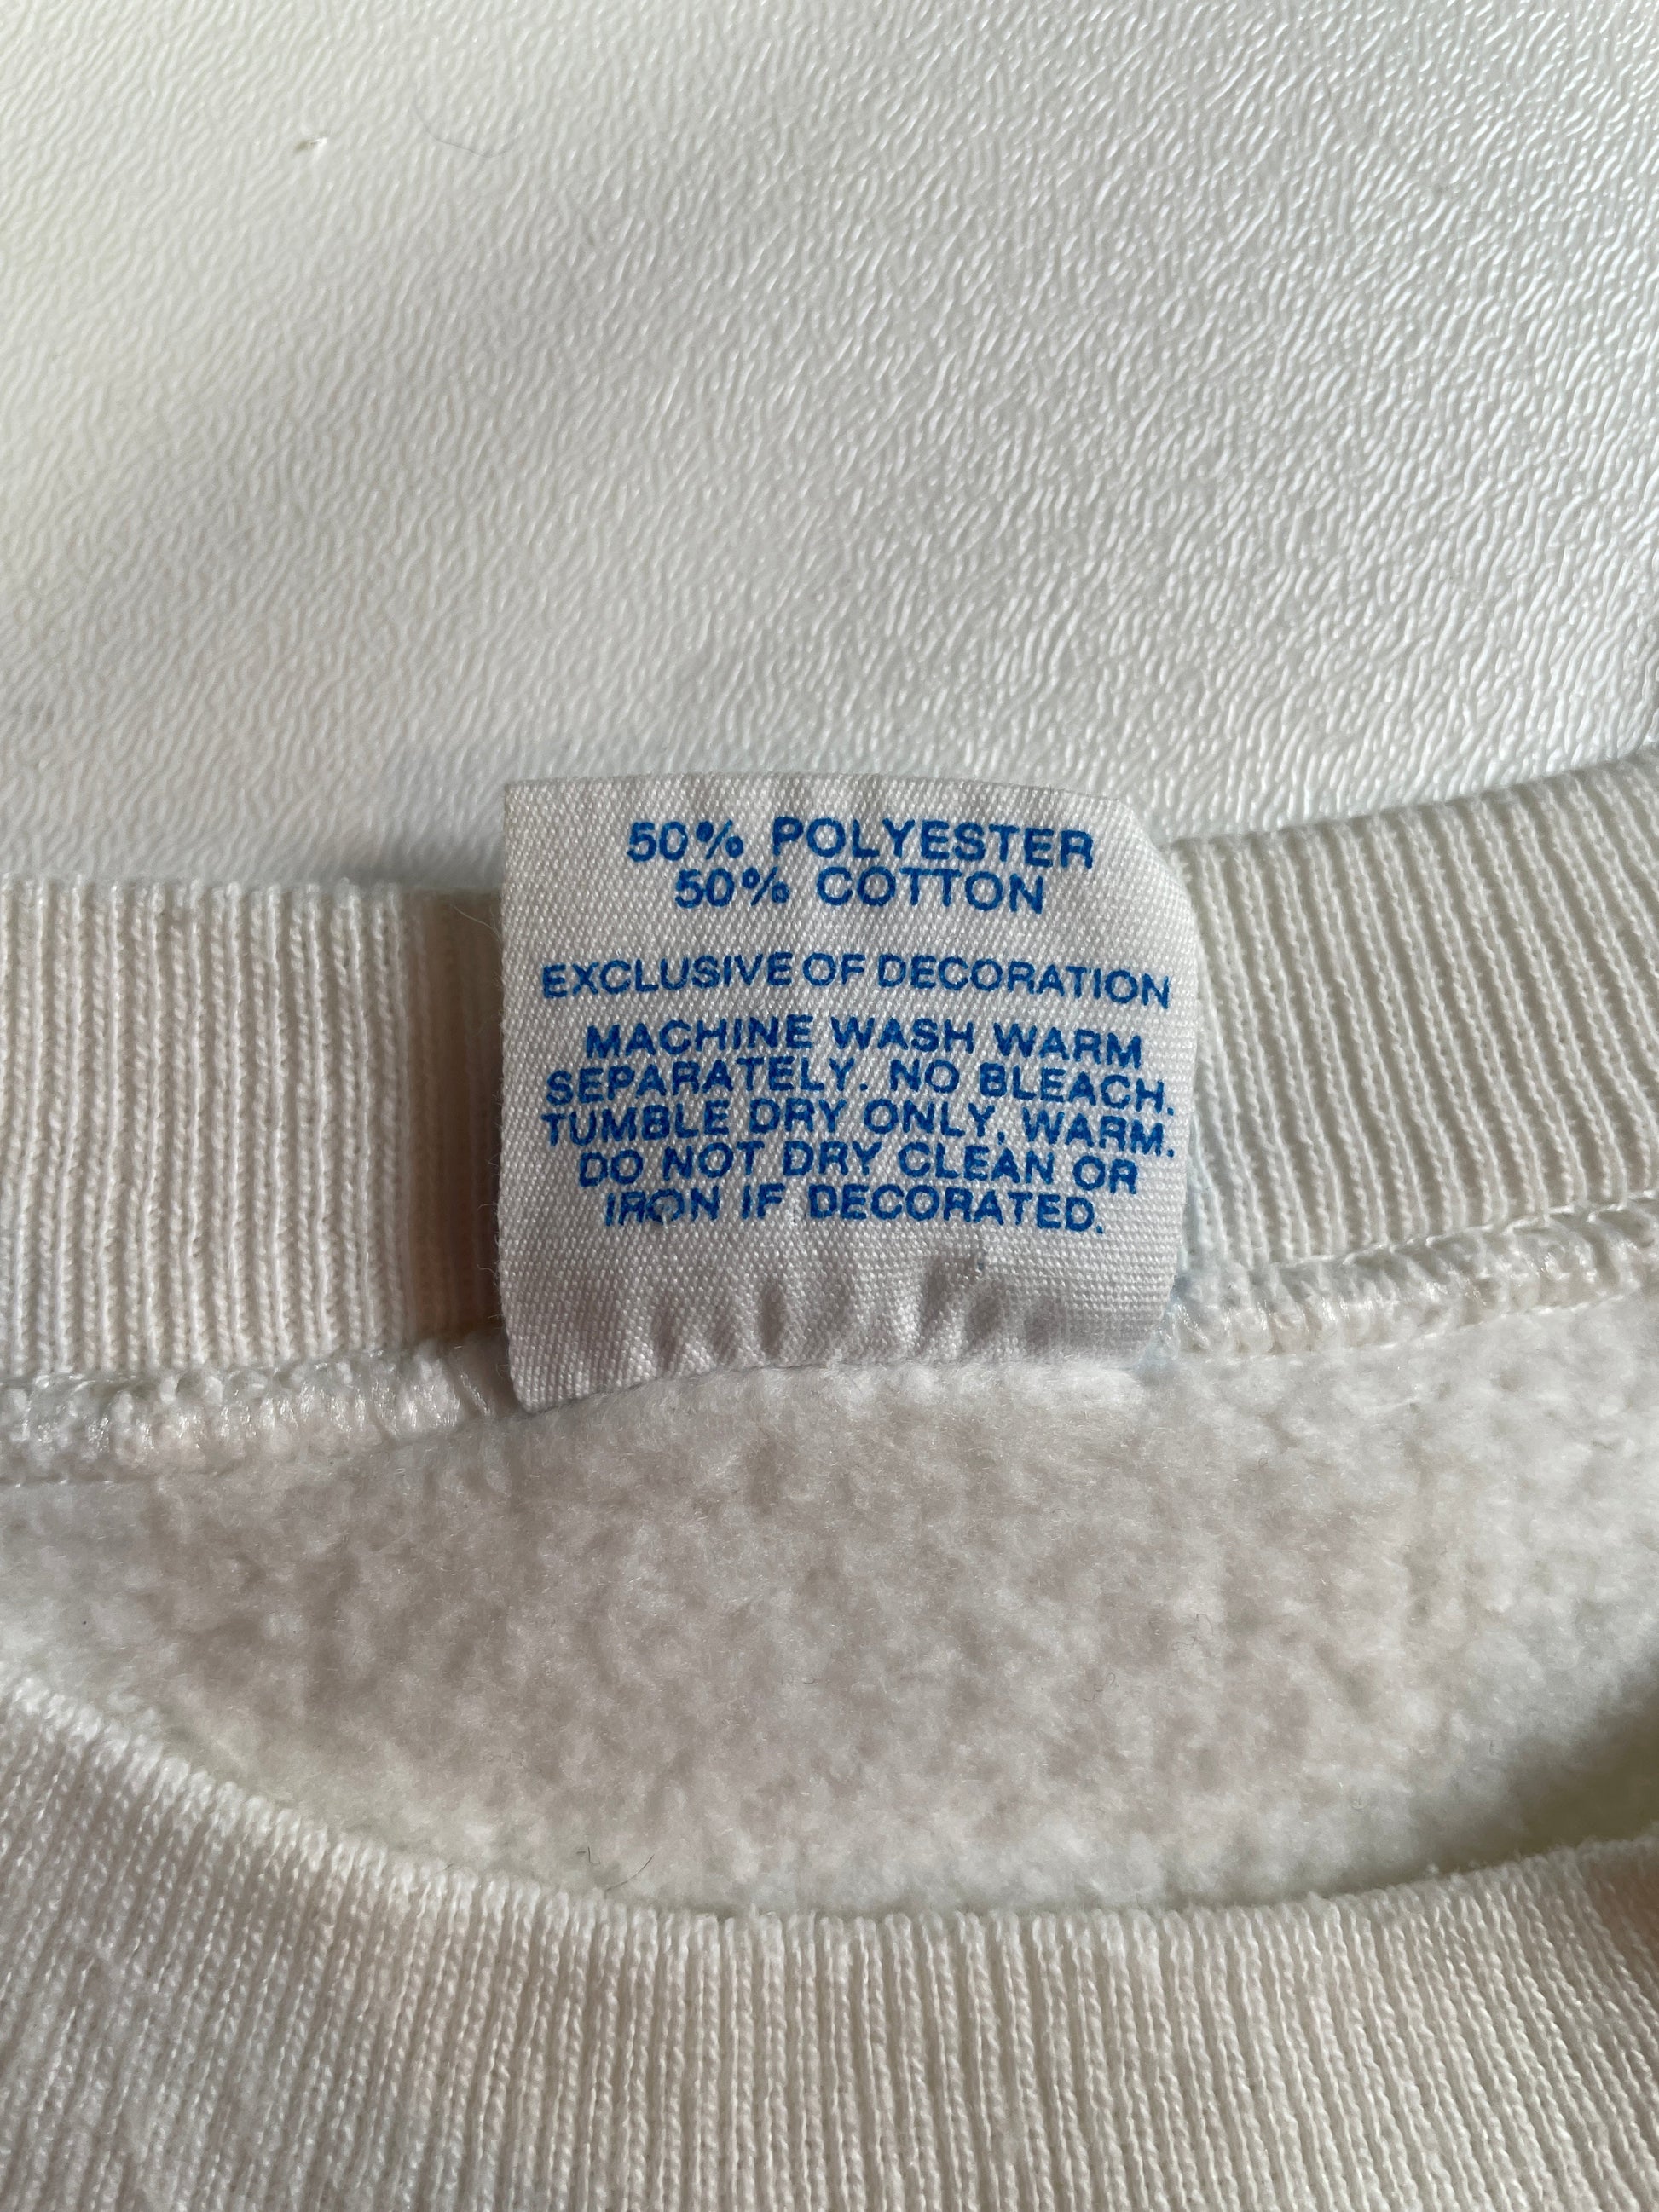 50% POLYESTER
50% COTTON
EXCLUSIVE OF DECORATION
MACHINE WASH WARM
SEPARATELY. NO BLEACH.
TUMBLE DRY ONLY, WARM.
DO NOT DRY CLEAN OR
IRON IF DECORATED.